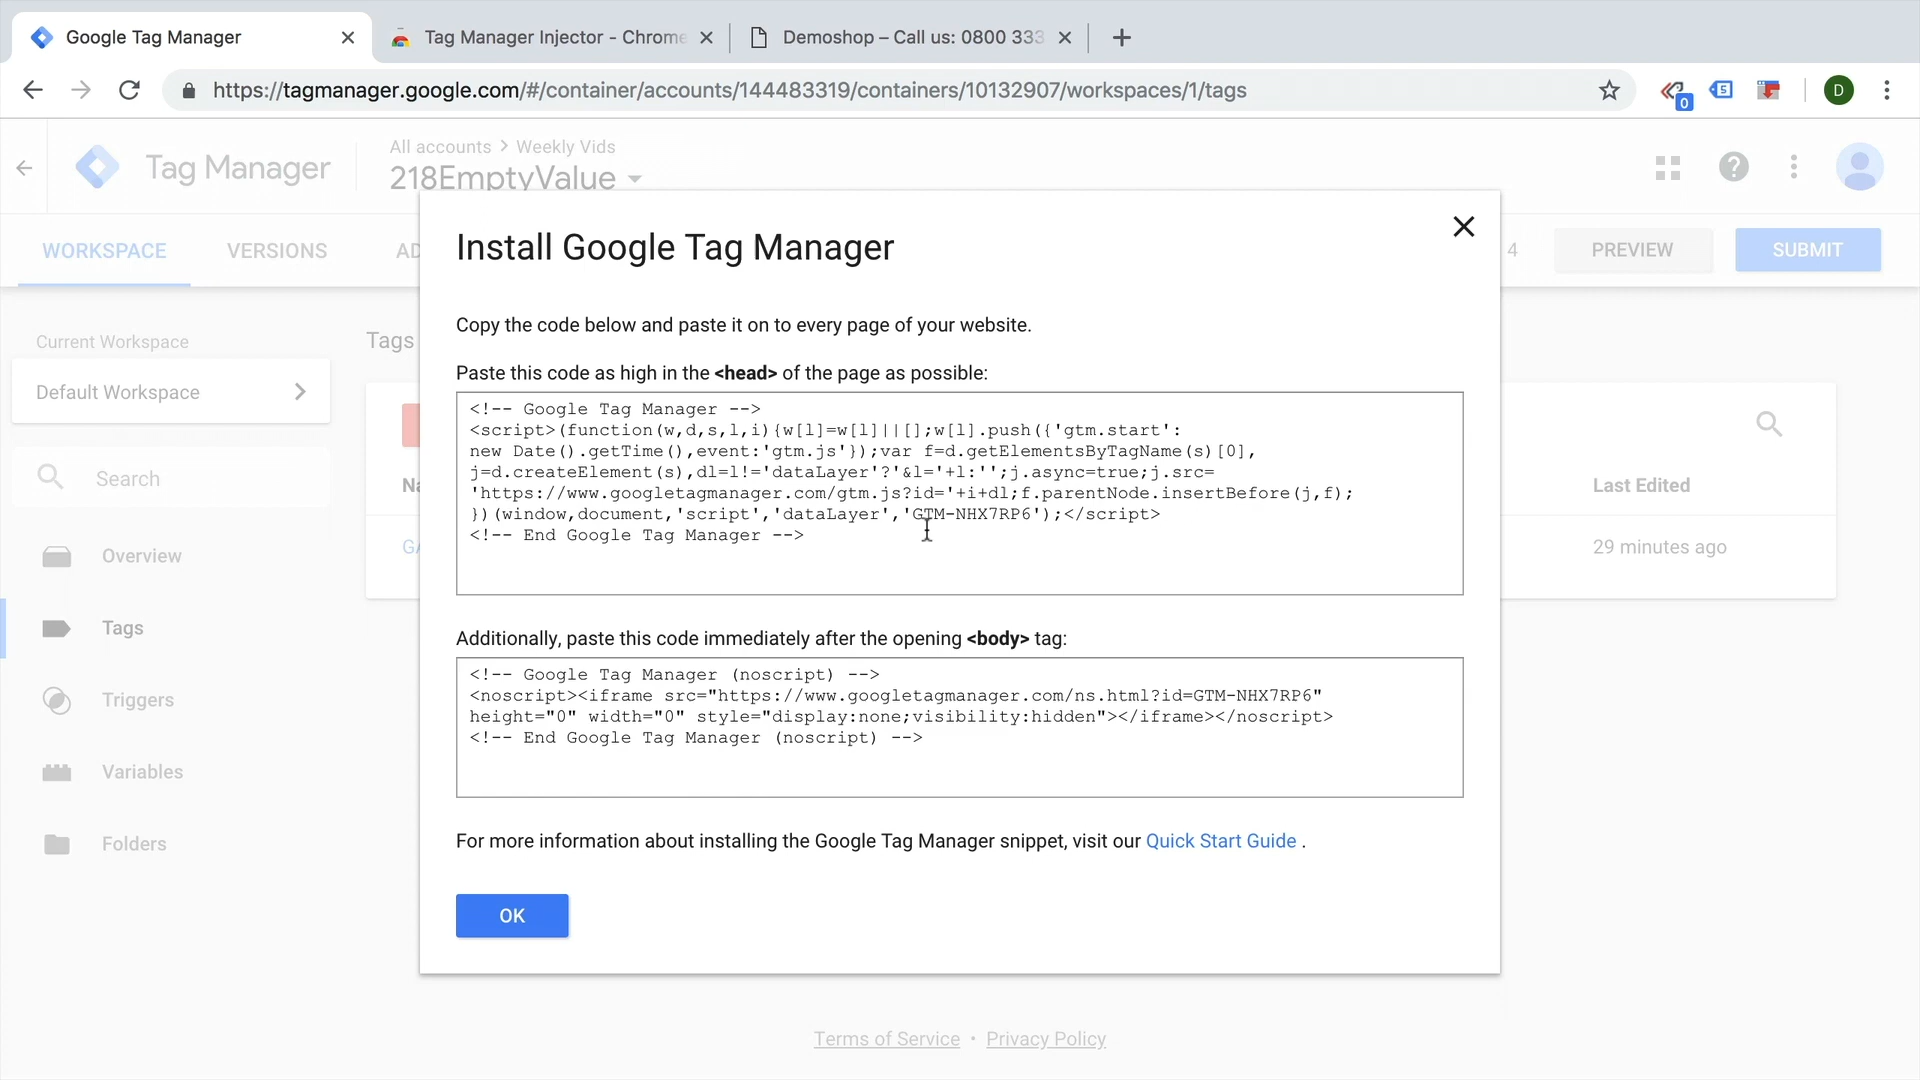 Google Tag Manager
Tag Manager Injector - Chrome
Demoshop – Call us: 0800 333
https://tagmanager.google.com/#/container/accounts/144483319/containers/10132907/workspaces/1/tags
0
5
D
Tag Manager
All accounts > Weekly Vids
218EmptyValue
WORKSPACE
VERSIONS
AD
4
PREVIEW
SUBMIT
Install Google Tag Manager
Copy the code below and paste it on to every page of your website.
Paste this code as high in the <head> of the page as possible:
<!-- Google Tag Manager -->
<script>(function(w,d,s,l,i){w[l]=w[l]||[];w[l].push({'gtm.start':
new Date().getTime(),event:'gtm.js'});var f=d.getElementsByTagName(s)[0],
j=d.createElement(s),dl=l!='dataLayer'?'&l='+l:'';j.async=true;j.src=
'https://www.googletagmanager.com/gtm.js?id='+i+dl;f.parentNode.insertBefore(j,f);
})(window,document,'script','dataLayer','GTM-NHX7RP6');</script>
<!-- End Google Tag Manager -->
Additionally, paste this code immediately after the opening <body> tag:
<!-- Google Tag Manager (noscript) -->
<noscript><iframe src="https://www.googletagmanager.com/ns.html?id=GTM-NHX7RP6"
height="0" width="0" style="display:none;visibility:hidden"></iframe></noscript>
<!-- End Google Tag Manager (noscript) -->
For more information about installing the Google Tag Manager snippet, visit our Quick Start Guide .
OK
Current Workspace
Default Workspace
Search
Overview
Tags
Triggers
Variables
Folders
Tags
Na
GA
Last Edited
29 minutes ago
Terms of Service • Privacy Policy